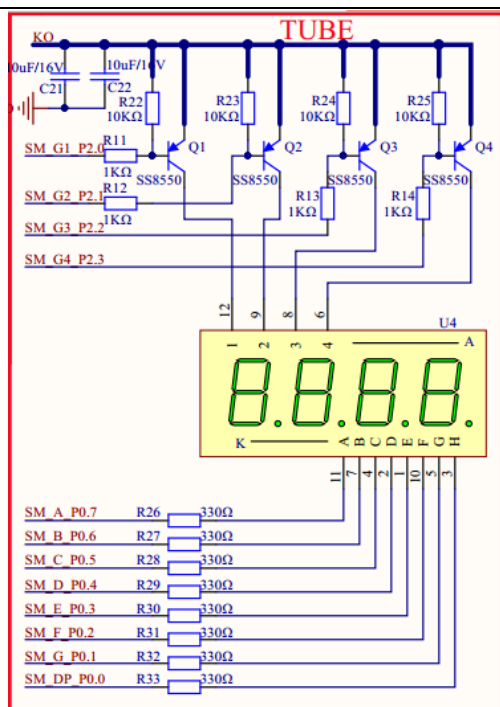 TUBE
KO
10uF/16V
C21
10uF/16V
C22
R22
10KΩ
R23
10KΩ
R24
10KΩ
R25
10KΩ
SM_G1_P2.0
R11
1KΩ
Q1
SS8550
Q2
SS8550
Q3
SS8550
Q4
SS8550
SM_G2_P2.1
R12
1KΩ
R13
1KΩ
R14
1KΩ
SM_G3_P2.2
SM_G4_P2.3
12
9
8
6
U4
1
2
3
4
A
K
A
B
C
D
E
F
G
H
11
7
4
2
1
10
5
3
SM_A_P0.7 R26 330Ω
SM_B_P0.6 R27 330Ω
SM_C_P0.5 R28 330Ω
SM_D_P0.4 R29 330Ω
SM_E_P0.3 R30 330Ω
SM_F_P0.2 R31 330Ω
SM_G_P0.1 R32 330Ω
SM_DP_P0.0 R33 330Ω